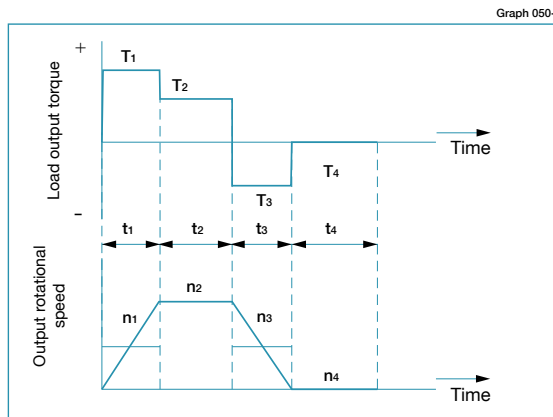 Graph 050-
+
T1
T2
Load output torque
Time
T3
T4
-
t1 t2 t3 t4
n2
Output rotational
speed
n1
n3
n4
Time